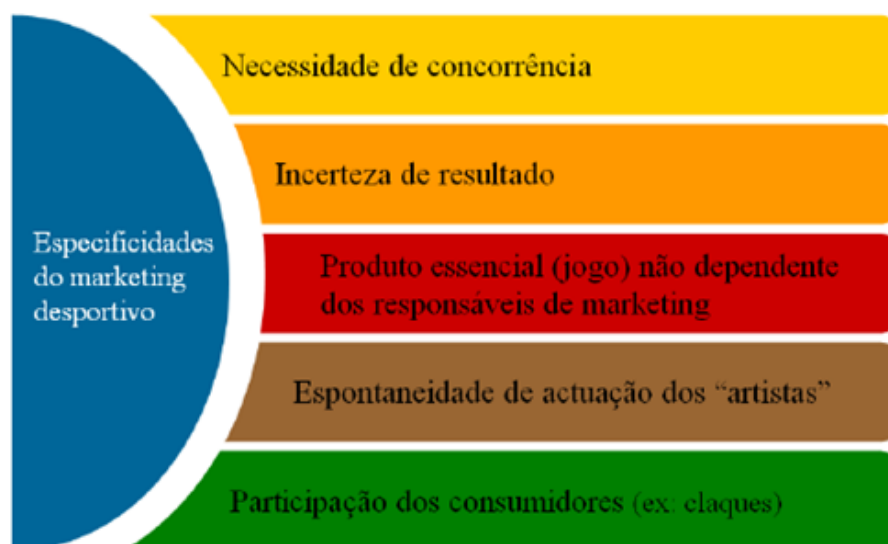 Especificidades
do marketing
desportivo
Necessidade de concorrência
Incerteza de resultado
Produto essencial (jogo) não dependente
dos responsáveis de marketing
Espontaneidade de actuação dos “artistas”
Participação dos consumidores (ex: claques)